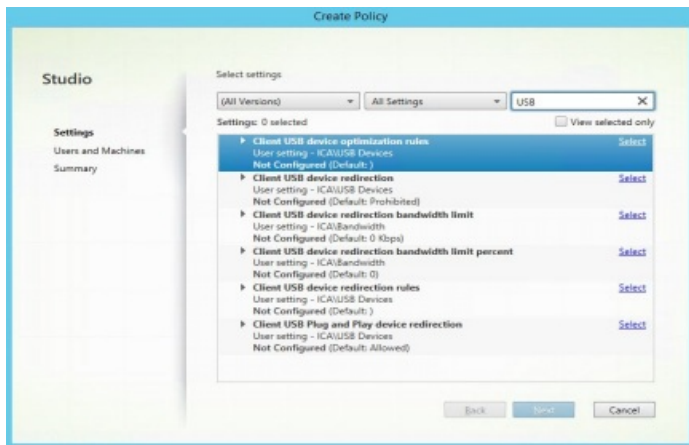 Create Policy
Studio
Settings
Users and Machines
Summary
Select settings
(All Versions) All Settings USB
Settings: 0 selected View selected only
Client USB device optimization rules Select
User setting - ICA\USB Devices
Not Configured (Default: )
Client USB device redirection Select
User setting - ICA\USB Devices
Not Configured (Default: Prohibited)
Client USB device redirection bandwidth limit Select
User setting - ICA\Bandwidth
Not Configured (Default: 0 Kbps)
Client USB device redirection bandwidth limit percent Select
User setting - ICA\Bandwidth
Not Configured (Default: 0)
Client USB device redirection rules Select
User setting - ICA\USB Devices
Not Configured (Default: )
Client USB Plug and Play device redirection Select
User setting - ICA\USB Devices
Not Configured (Default: Allowed)
Back Next Cancel